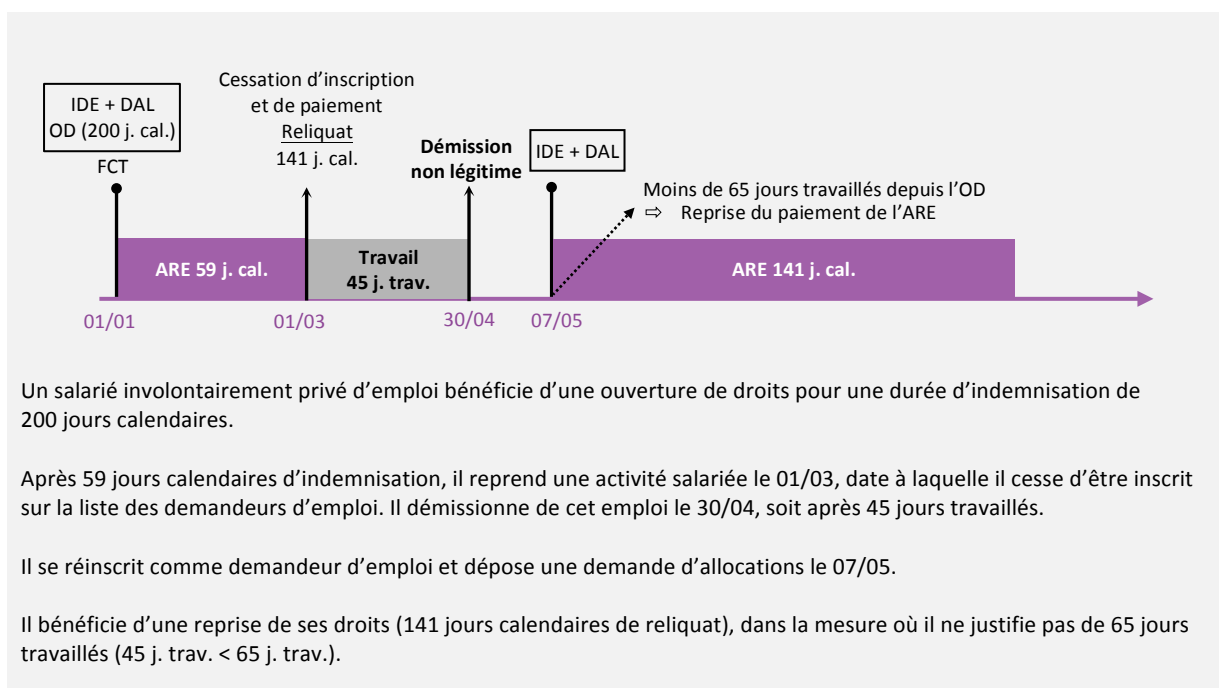 Cessation d’inscription
et de paiement
Reliquat
141 j. cal.
IDE + DAL
OD (200 j. cal.)
FCT
Démission
non légitime
IDE + DAL
Moins de 65 jours travaillés depuis l’OD
⇨ Reprise du paiement de l’ARE
ARE 59 j. cal.
Travail
45 j. trav.
ARE 141 j. cal.
01/01
01/03
30/04
07/05
Un salarié involontairement privé d’emploi bénéficie d’une ouverture de droits pour une durée d’indemnisation de
200 jours calendaires.
Après 59 jours calendaires d’indemnisation, il reprend une activité salariée le 01/03, date à laquelle il cesse d’être inscrit
sur la liste des demandeurs d’emploi. Il démissionne de cet emploi le 30/04, soit après 45 jours travaillés.
Il se réinscrit comme demandeur d’emploi et dépose une demande d’allocations le 07/05.
Il bénéficie d’une reprise de ses droits (141 jours calendaires de reliquat), dans la mesure où il ne justifie pas de 65 jours
travaillés (45 j. trav. < 65 j. trav.).